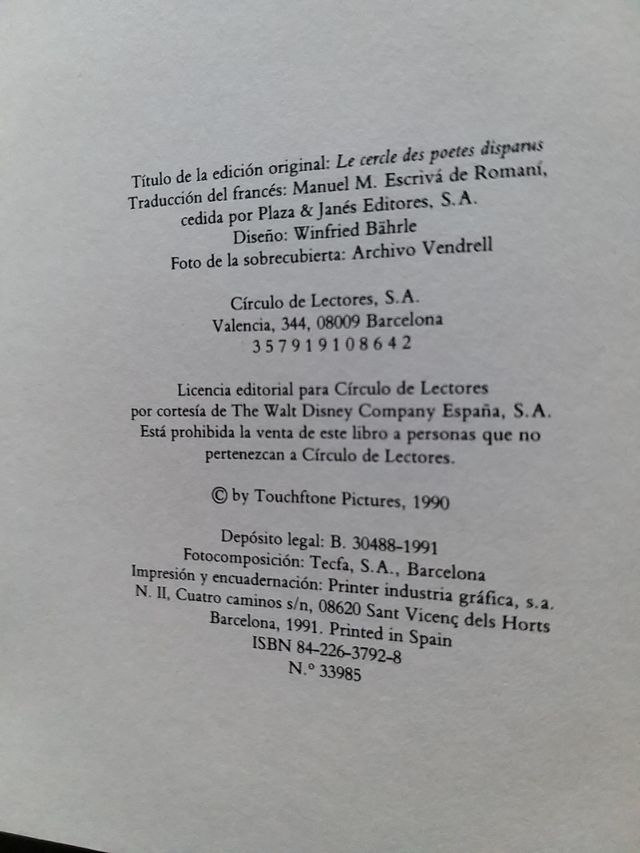 Título de la edición original: Le cercle des poetes disparus
Traducción del francés: Manuel M. Escrivá de Romaní,
cedida por Plaza & Janés Editores, S.A.
Diseño: Winfried Bährle
Foto de la sobrecubierta: Archivo Vendrell
Círculo de Lectores, S.A.
Valencia, 344, 08009 Barcelona
3 5 7 9 1 9 1 0 8 6 4 2
Licencia editorial para Círculo de Lectores
por cortesía de The Walt Disney Company España, S.A.
Está prohibida la venta de este libro a personas que no
pertenezcan a Círculo de Lectores.
© by Touchftone Pictures, 1990
Depósito legal: B. 30488-1991
Fotocomposición: Tecfa, S.A., Barcelona
Impresión y encuadernación: Printer industria gráfica, s.a.
N. II, Cuatro caminos s/n, 08620 Sant Vicenç dels Horts
Barcelona, 1991. Printed in Spain
ISBN 84-226-3792-8
N.º 33985